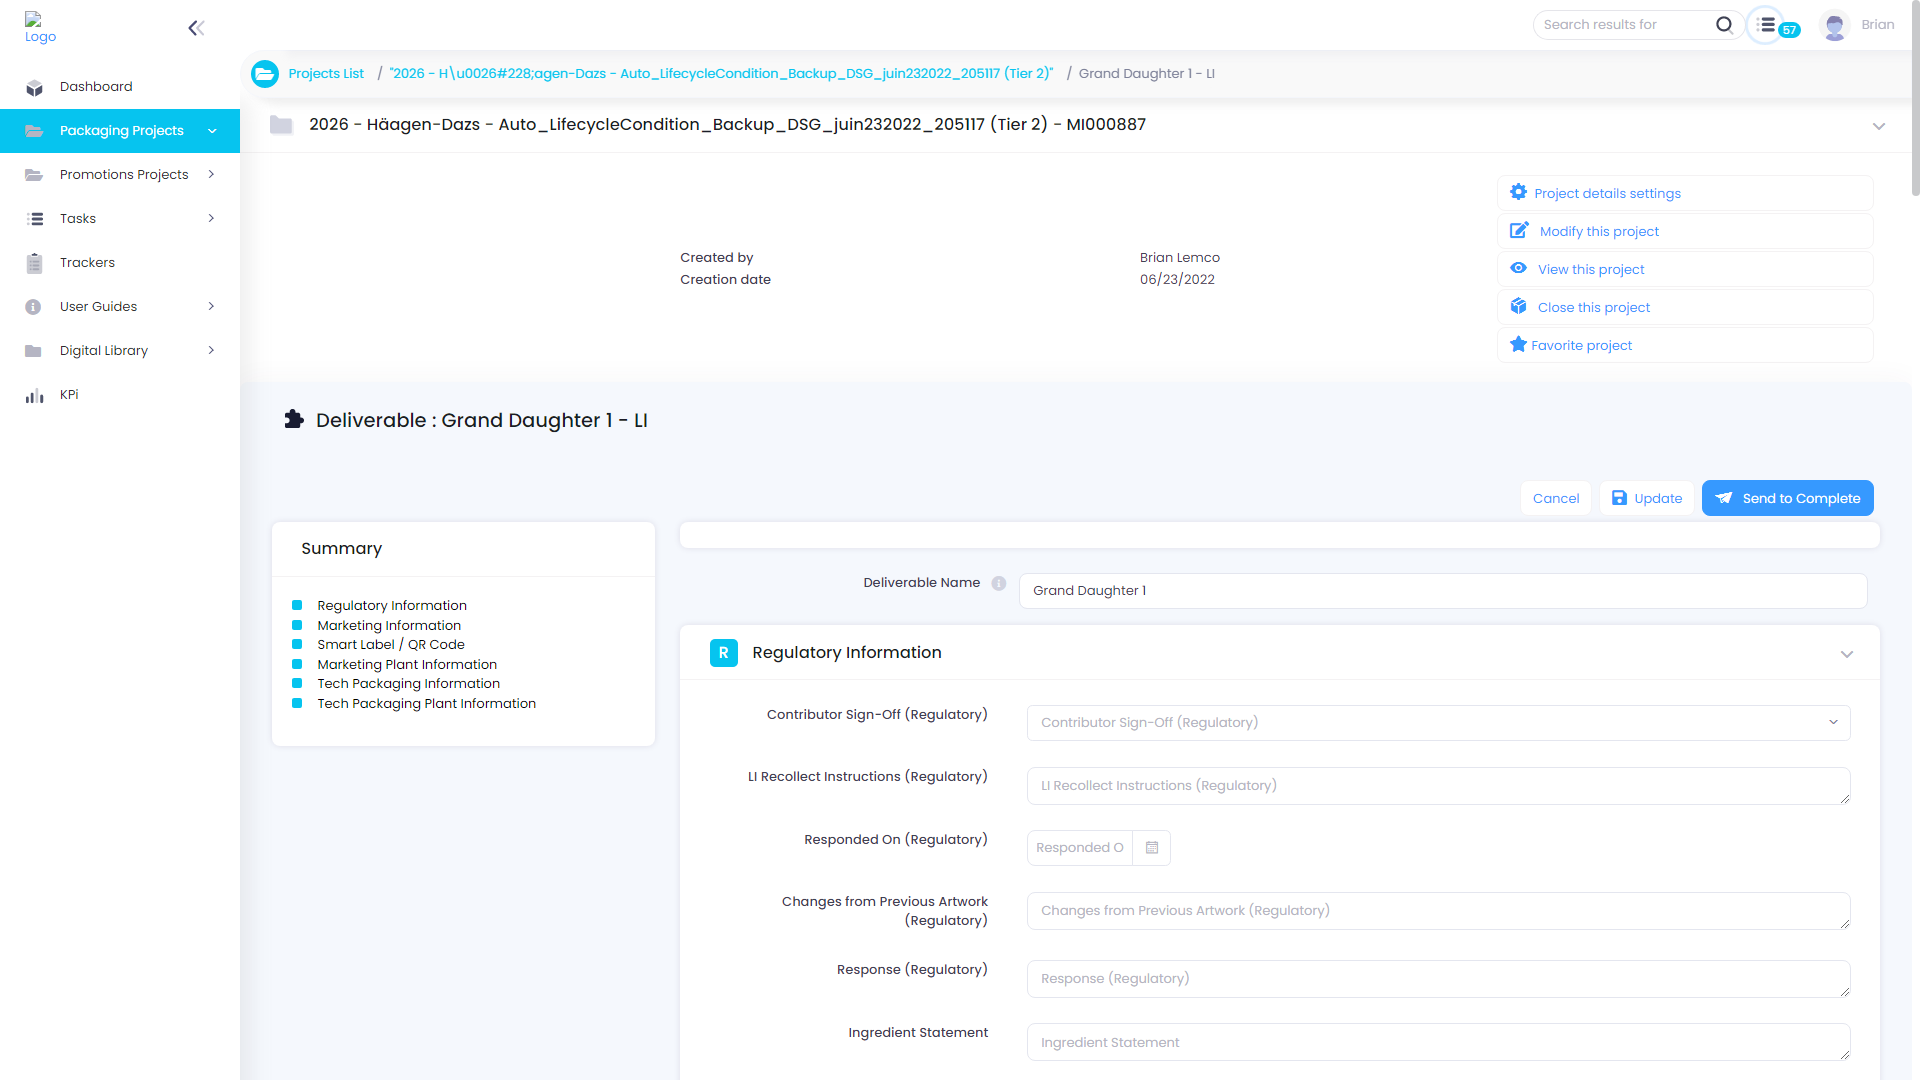 Logo
Search results for
57
Brian
Projects List / "2026 - H\u0026#228;agen-Dazs - Auto_LifecycleCondition_Backup_DSG_juin232022_205117 (Tier 2)" / Grand Daughter 1 - LI
Dashboard
Packaging Projects
Promotions Projects
Tasks
Trackers
User Guides
Digital Library
KPi
2026 - Häagen-Dazs - Auto_LifecycleCondition_Backup_DSG_juin232022_205117 (Tier 2) - MI000887
Created by Brian Lemco
Creation date 06/23/2022
Project details settings
Modify this project
View this project
Close this project
Favorite project
Deliverable : Grand Daughter 1 - LI
Cancel Update Send to Complete
Summary
Regulatory Information
Marketing Information
Smart Label / QR Code
Marketing Plant Information
Tech Packaging Information
Tech Packaging Plant Information
Deliverable Name Grand Daughter 1
R Regulatory Information
Contributor Sign-Off (Regulatory) Contributor Sign-Off (Regulatory)
LI Recollect Instructions (Regulatory) LI Recollect Instructions (Regulatory)
Responded On (Regulatory) Responded O
Changes from Previous Artwork
(Regulatory)
Changes from Previous Artwork (Regulatory)
Response (Regulatory) Response (Regulatory)
Ingredient Statement Ingredient Statement